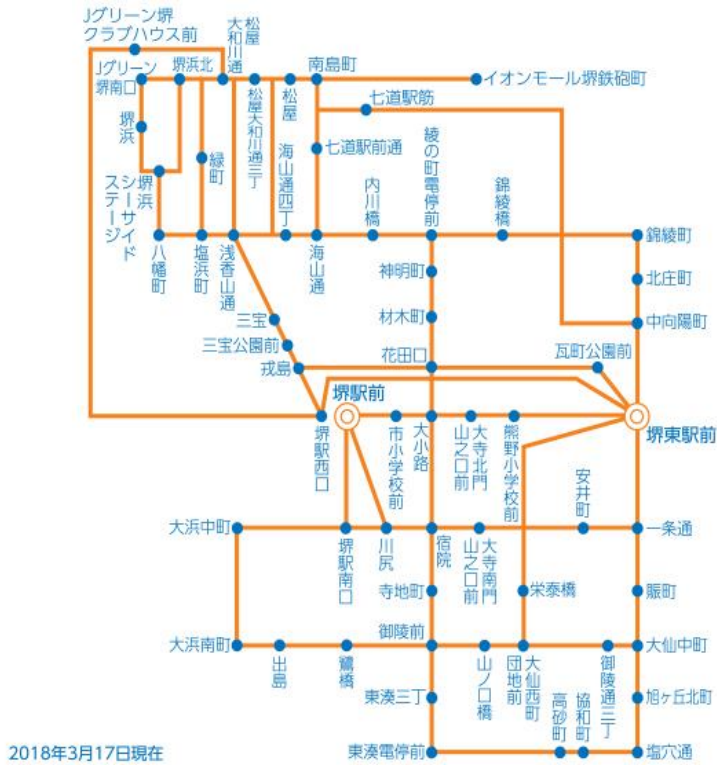 Jグリーン堺
クラブハウス前
松屋
大和川通
Jグリーン
堺南口
堺浜北
南島町
イオンモール堺鉄砲町
堺浜
緑町
松屋大和川通三丁
松屋
七道駅筋
七道駅前通
海山通四丁
内川橋
綾の町電停前
錦綾橋
堺浜
シーサイド
ステージ
八幡町
塩浜町
浅香山通
海山通
錦綾町
神明町
北庄町
三宝
材木町
中向陽町
三宝公園前
花田口
瓦町公園前
戎島
堺駅前
堺駅西口
市小学校前
大小路
大寺北門
山之口前
熊野小学校前
堺東駅前
安井町
大浜中町
堺駅南口
川尻
宿院
大寺南門
山之口前
一条通
寺地町
栄泰橋
賑町
御陵前
大浜南町
出島
鷺橋
山ノ口橋
大仙西町
団地前
御陵通三丁
大仙中町
東湊三丁
高砂町
協和町
旭ヶ丘北町
東湊電停前
塩穴通
2018年3月17日現在